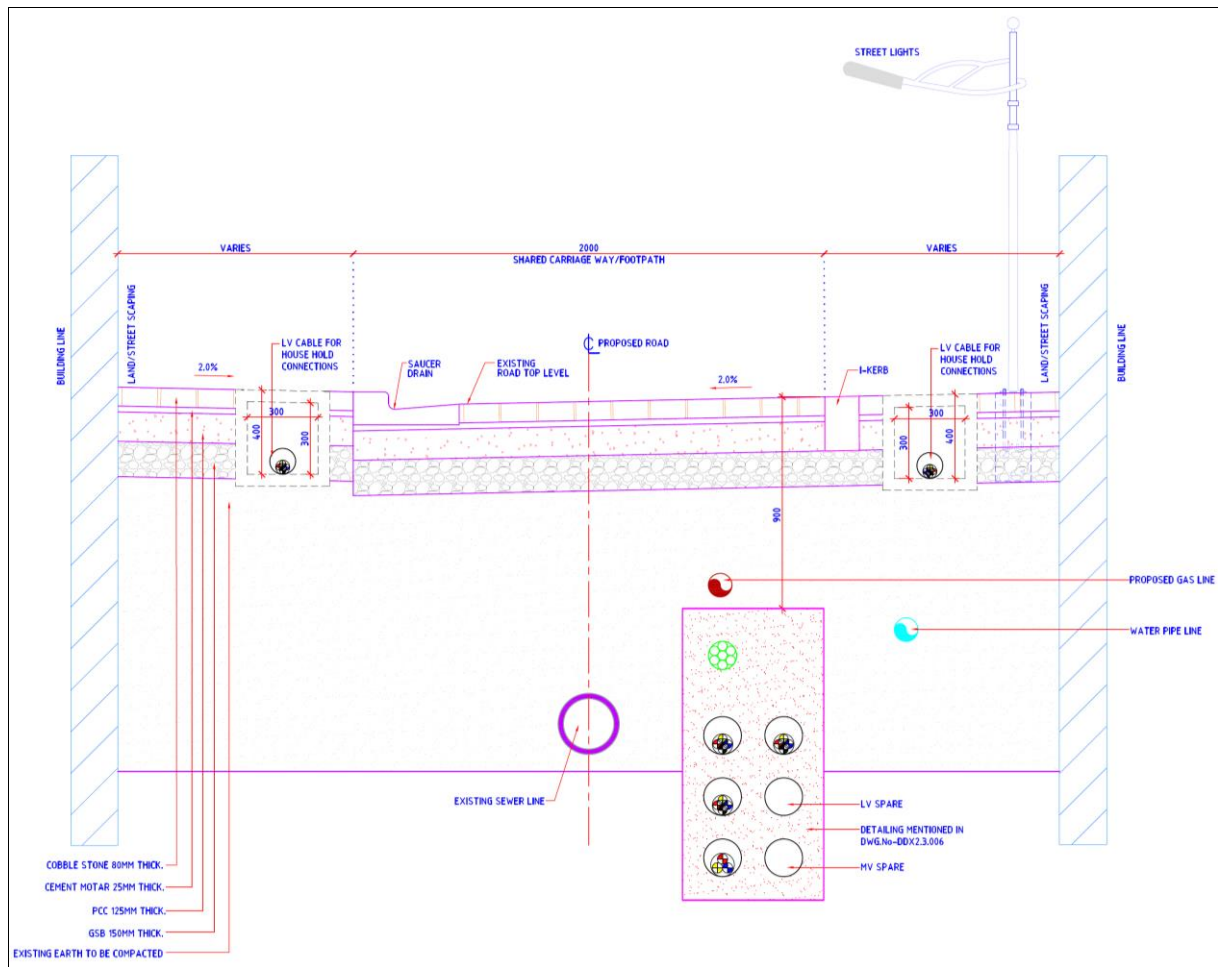 STREET LIGHTS
VARIES
2000
VARIES
SHARED CARRIAGE WAY/FOOTPATH
BUILDING LINE
LAND/STREET SCAPING
LV CABLE FOR
HOUSE HOLD
CONNECTIONS
2.0%
SAUCER
DRAIN
EXISTING
ROAD TOP LEVEL
℄ PROPOSED ROAD
2.0%
I-KERB
LV CABLE FOR
HOUSE HOLD
CONNECTIONS
LAND/STREET SCAPING
BUILDING LINE
300
400
300
300
300
400
900
PROPOSED GAS LINE
WATER PIPE LINE
EXISTING SEWER LINE
LV SPARE
DETAILING MENTIONED IN
DWG.No-DDX2.3.006
MV SPARE
COBBLE STONE 80MM THICK.
CEMENT MOTAR 25MM THICK.
PCC 125MM THICK.
GSB 150MM THICK.
EXISTING EARTH TO BE COMPACTED